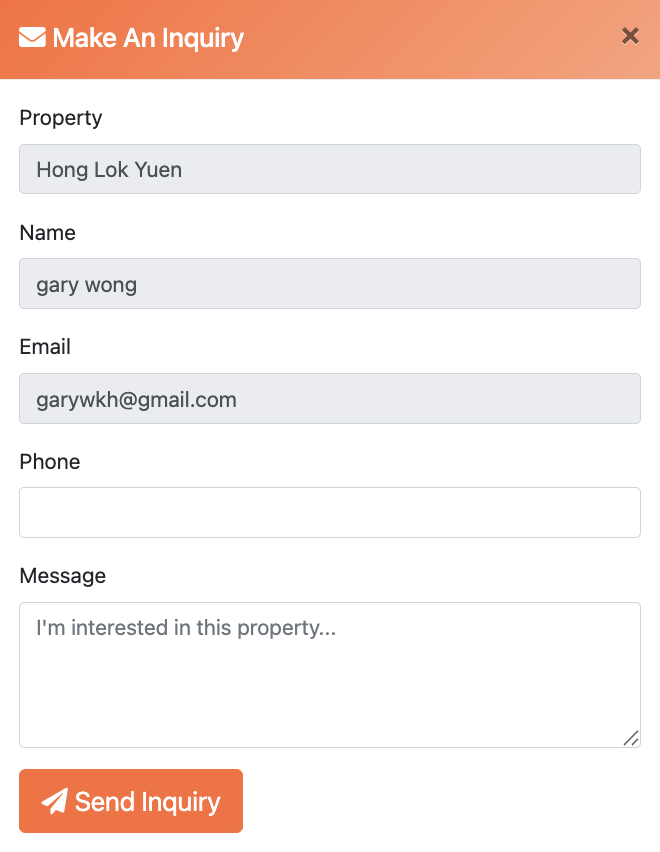 Make An Inquiry
Property
Hong Lok Yuen
Name
gary wong
Email
garywkh@gmail.com
Phone
Message
I'm interested in this property...
Send Inquiry